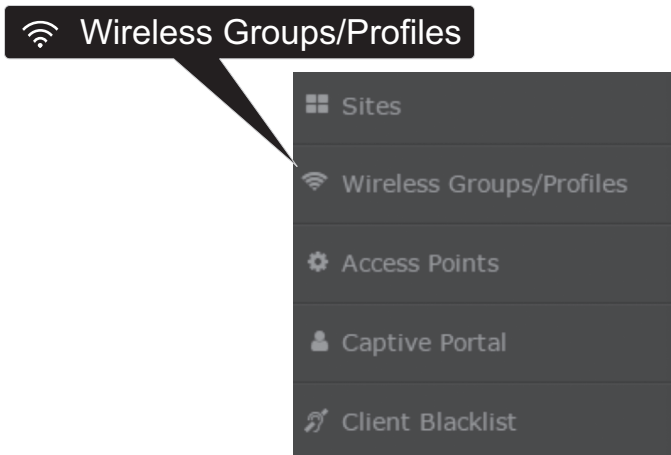 Wireless Groups/Profiles
Sites
Wireless Groups/Profiles
Access Points
Captive Portal
Client Blacklist